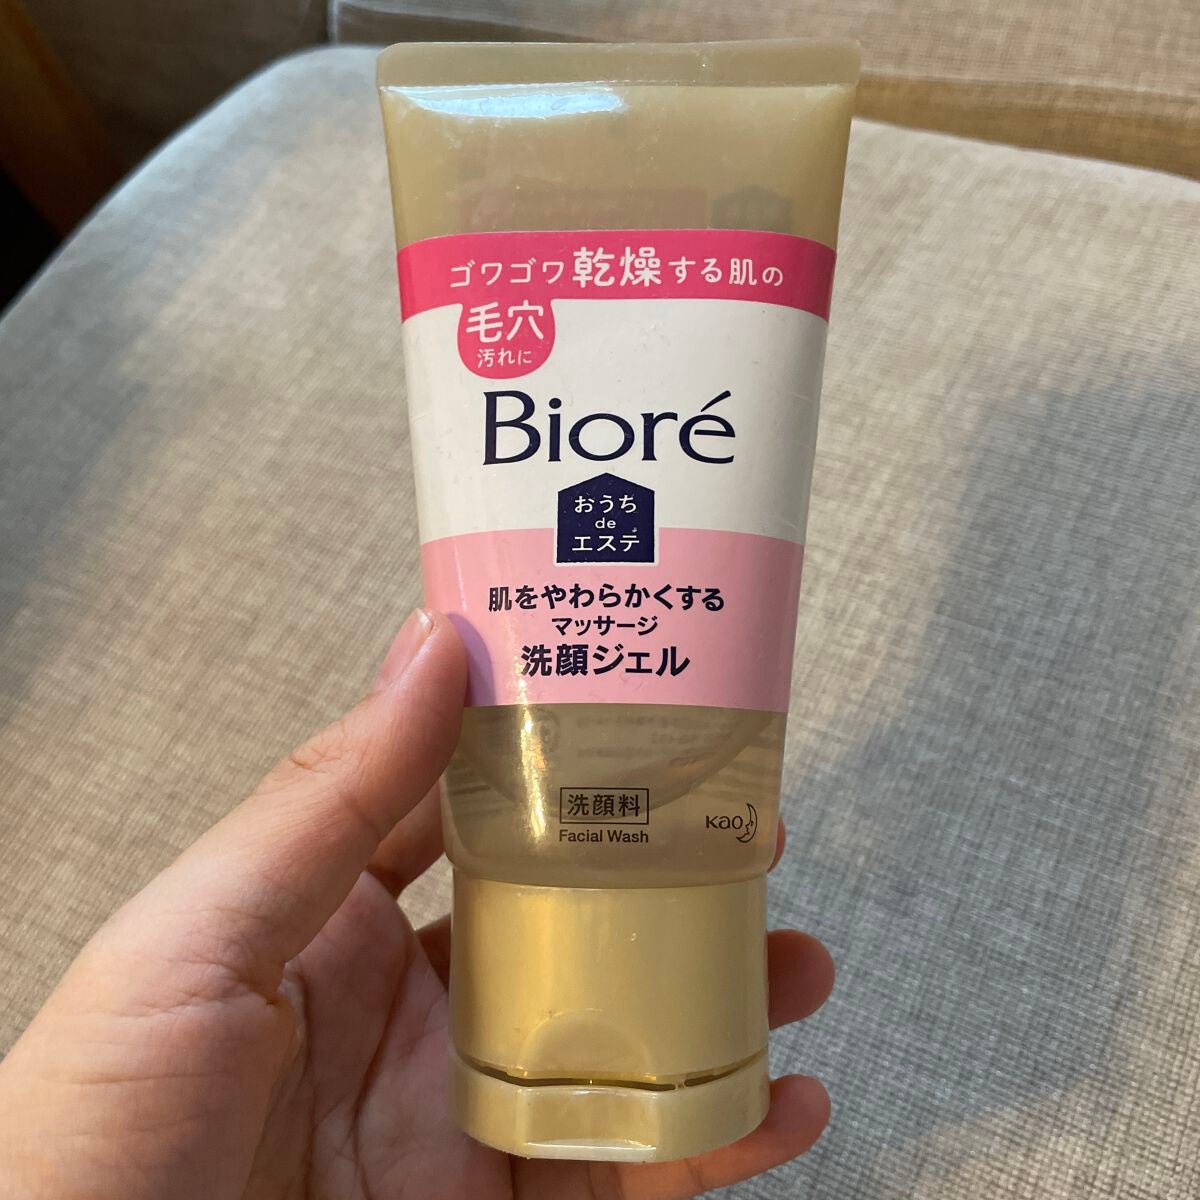 ゴワゴワ乾燥する肌の
毛穴
汚れに
Bioré
おうち
de
エステ
肌をやわらかくする
マッサージ
洗顔ジェル
洗顔料
Facial Wash
Kao